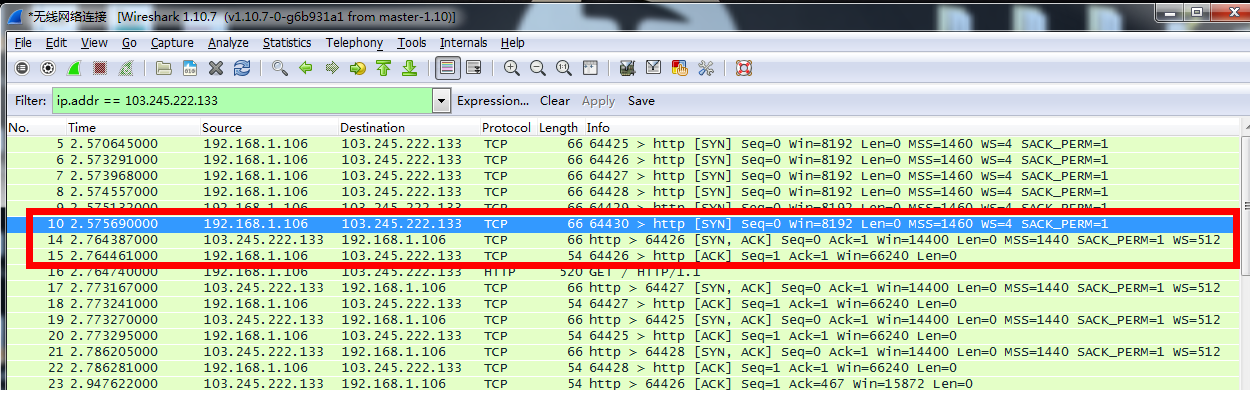 *无线网络连接 [Wireshark 1.10.7 (v1.10.7-0-g6b931a1 from master-1.10)]
File Edit View Go Capture Analyze Statistics Telephony Tools Internals Help
Filter: ip.addr == 103.245.222.133 Expression... Clear Apply Save
No. Time Source Destination Protocol Length Info
5 2.570645000 192.168.1.106 103.245.222.133 TCP 66 64425 > http [SYN] Seq=0 Win=8192 Len=0 MSS=1460 WS=4 SACK_PERM=1
6 2.573291000 192.168.1.106 103.245.222.133 TCP 66 64426 > http [SYN] Seq=0 Win=8192 Len=0 MSS=1460 WS=4 SACK_PERM=1
7 2.573968000 192.168.1.106 103.245.222.133 TCP 66 64427 > http [SYN] Seq=0 Win=8192 Len=0 MSS=1460 WS=4 SACK_PERM=1
8 2.574557000 192.168.1.106 103.245.222.133 TCP 66 64428 > http [SYN] Seq=0 Win=8192 Len=0 MSS=1460 WS=4 SACK_PERM=1
9 2.575132000 192.168.1.106 103.245.222.133 TCP 66 64429 > http [SYN] Seq=0 Win=8192 Len=0 MSS=1460 WS=4 SACK_PERM=1
10 2.575690000 192.168.1.106 103.245.222.133 TCP 66 64430 > http [SYN] Seq=0 Win=8192 Len=0 MSS=1460 WS=4 SACK_PERM=1
14 2.764387000 103.245.222.133 192.168.1.106 TCP 66 http > 64426 [SYN, ACK] Seq=0 Ack=1 Win=14400 Len=0 MSS=1440 SACK_PERM=1 WS=512
15 2.764461000 192.168.1.106 103.245.222.133 TCP 54 64426 > http [ACK] Seq=1 Ack=1 Win=66240 Len=0
16 2.764740000 192.168.1.106 103.245.222.133 HTTP 520 GET / HTTP/1.1
17 2.773167000 103.245.222.133 192.168.1.106 TCP 66 http > 64427 [SYN, ACK] Seq=0 Ack=1 Win=14400 Len=0 MSS=1440 SACK_PERM=1 WS=512
18 2.773241000 192.168.1.106 103.245.222.133 TCP 54 64427 > http [ACK] Seq=1 Ack=1 Win=66240 Len=0
19 2.773270000 103.245.222.133 192.168.1.106 TCP 66 http > 64425 [SYN, ACK] Seq=0 Ack=1 Win=14400 Len=0 MSS=1440 SACK_PERM=1 WS=512
20 2.773295000 192.168.1.106 103.245.222.133 TCP 54 64425 > http [ACK] Seq=1 Ack=1 Win=66240 Len=0
21 2.786205000 103.245.222.133 192.168.1.106 TCP 66 http > 64428 [SYN, ACK] Seq=0 Ack=1 Win=14400 Len=0 MSS=1440 SACK_PERM=1 WS=512
22 2.786281000 192.168.1.106 103.245.222.133 TCP 54 64428 > http [ACK] Seq=1 Ack=1 Win=66240 Len=0
23 2.947622000 103.245.222.133 192.168.1.106 TCP 54 http > 64426 [ACK] Seq=1 Ack=467 Win=15872 Len=0